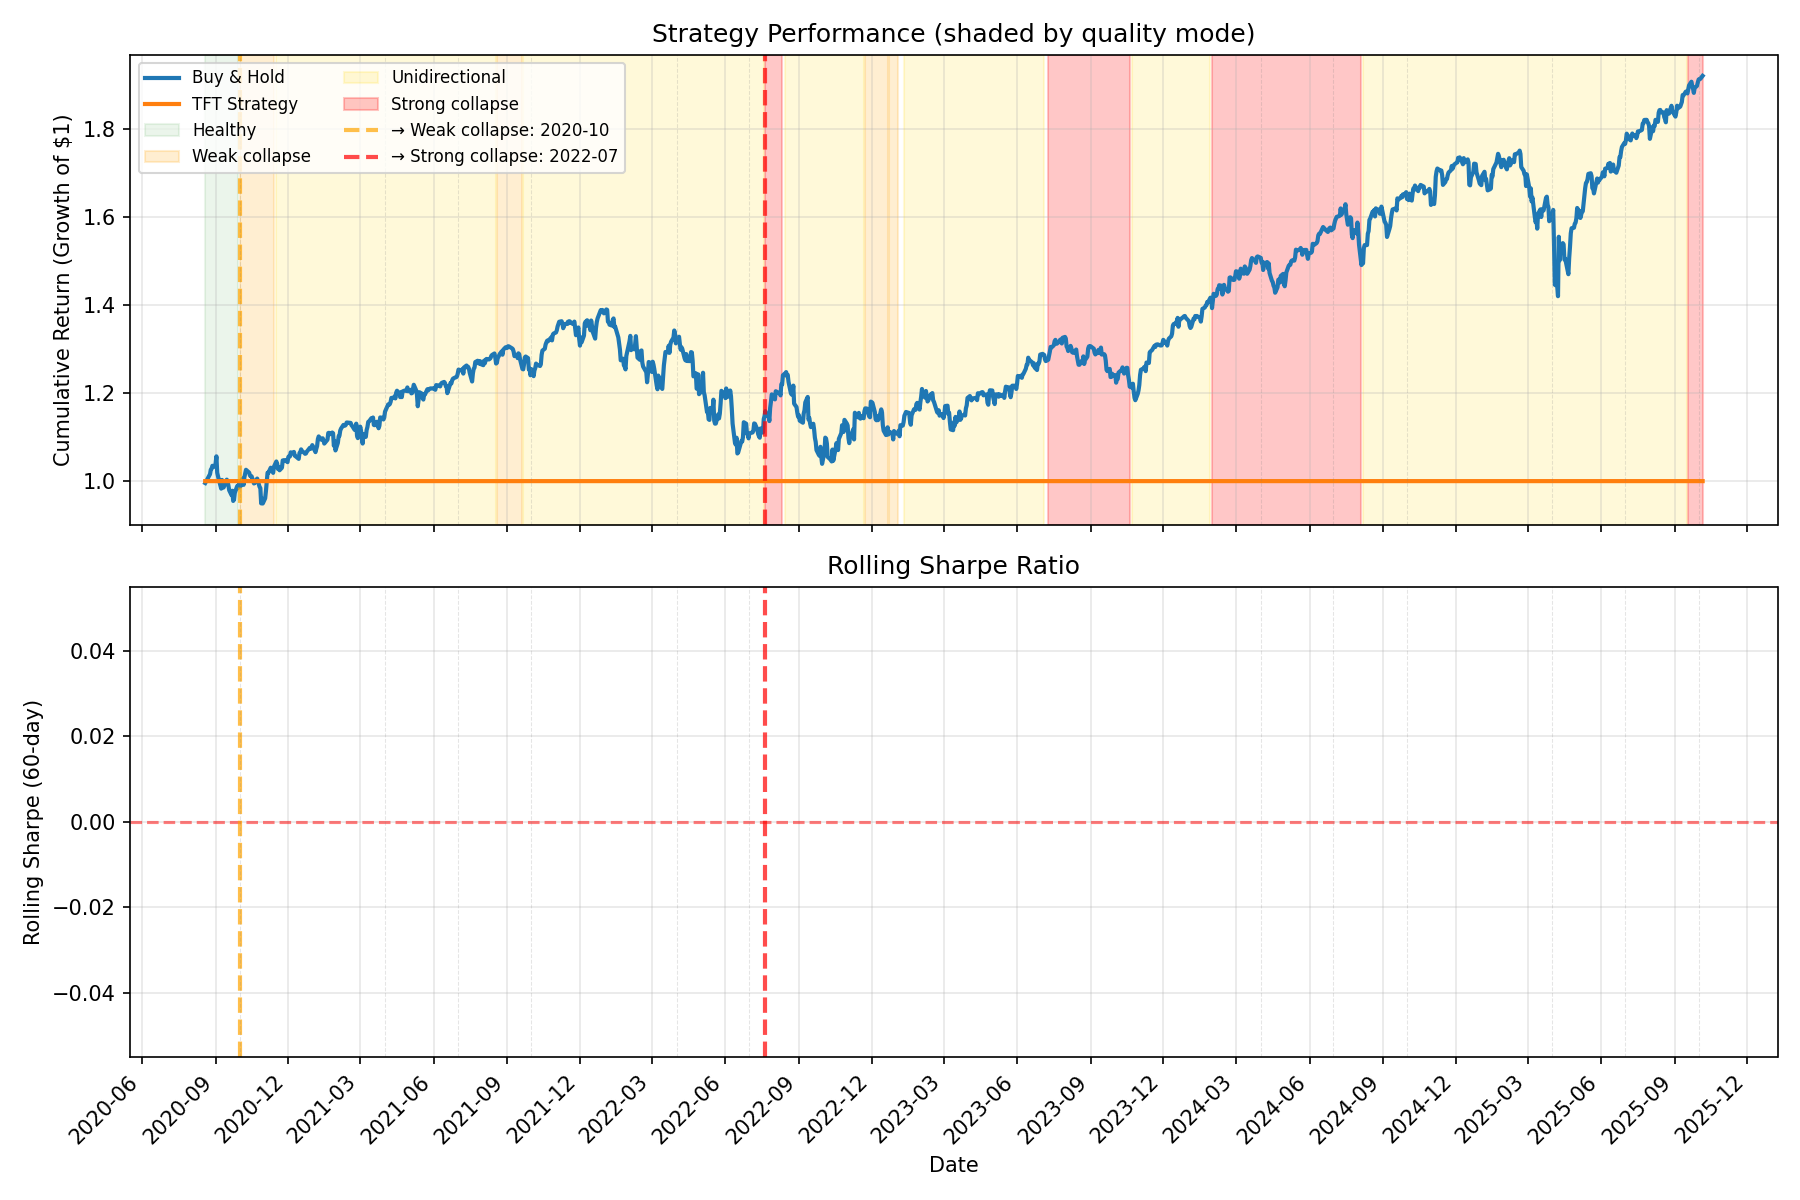 Strategy Performance (shaded by quality mode)
Cumulative Return (Growth of $1)
1.8
1.6
1.4
1.2
1.0
Buy & Hold
TFT Strategy
Healthy
Weak collapse
Unidirectional
Strong collapse
→ Weak collapse: 2020-10
→ Strong collapse: 2022-07
Rolling Sharpe Ratio
Rolling Sharpe (60-day)
0.04
0.02
0.00
−0.02
−0.04
2020-06
2020-09
2020-12
2021-03
2021-06
2021-09
2021-12
2022-03
2022-06
2022-09
2022-12
2023-03
2023-06
2023-09
2023-12
2024-03
2024-06
2024-09
2024-12
2025-03
2025-06
2025-09
2025-12
Date